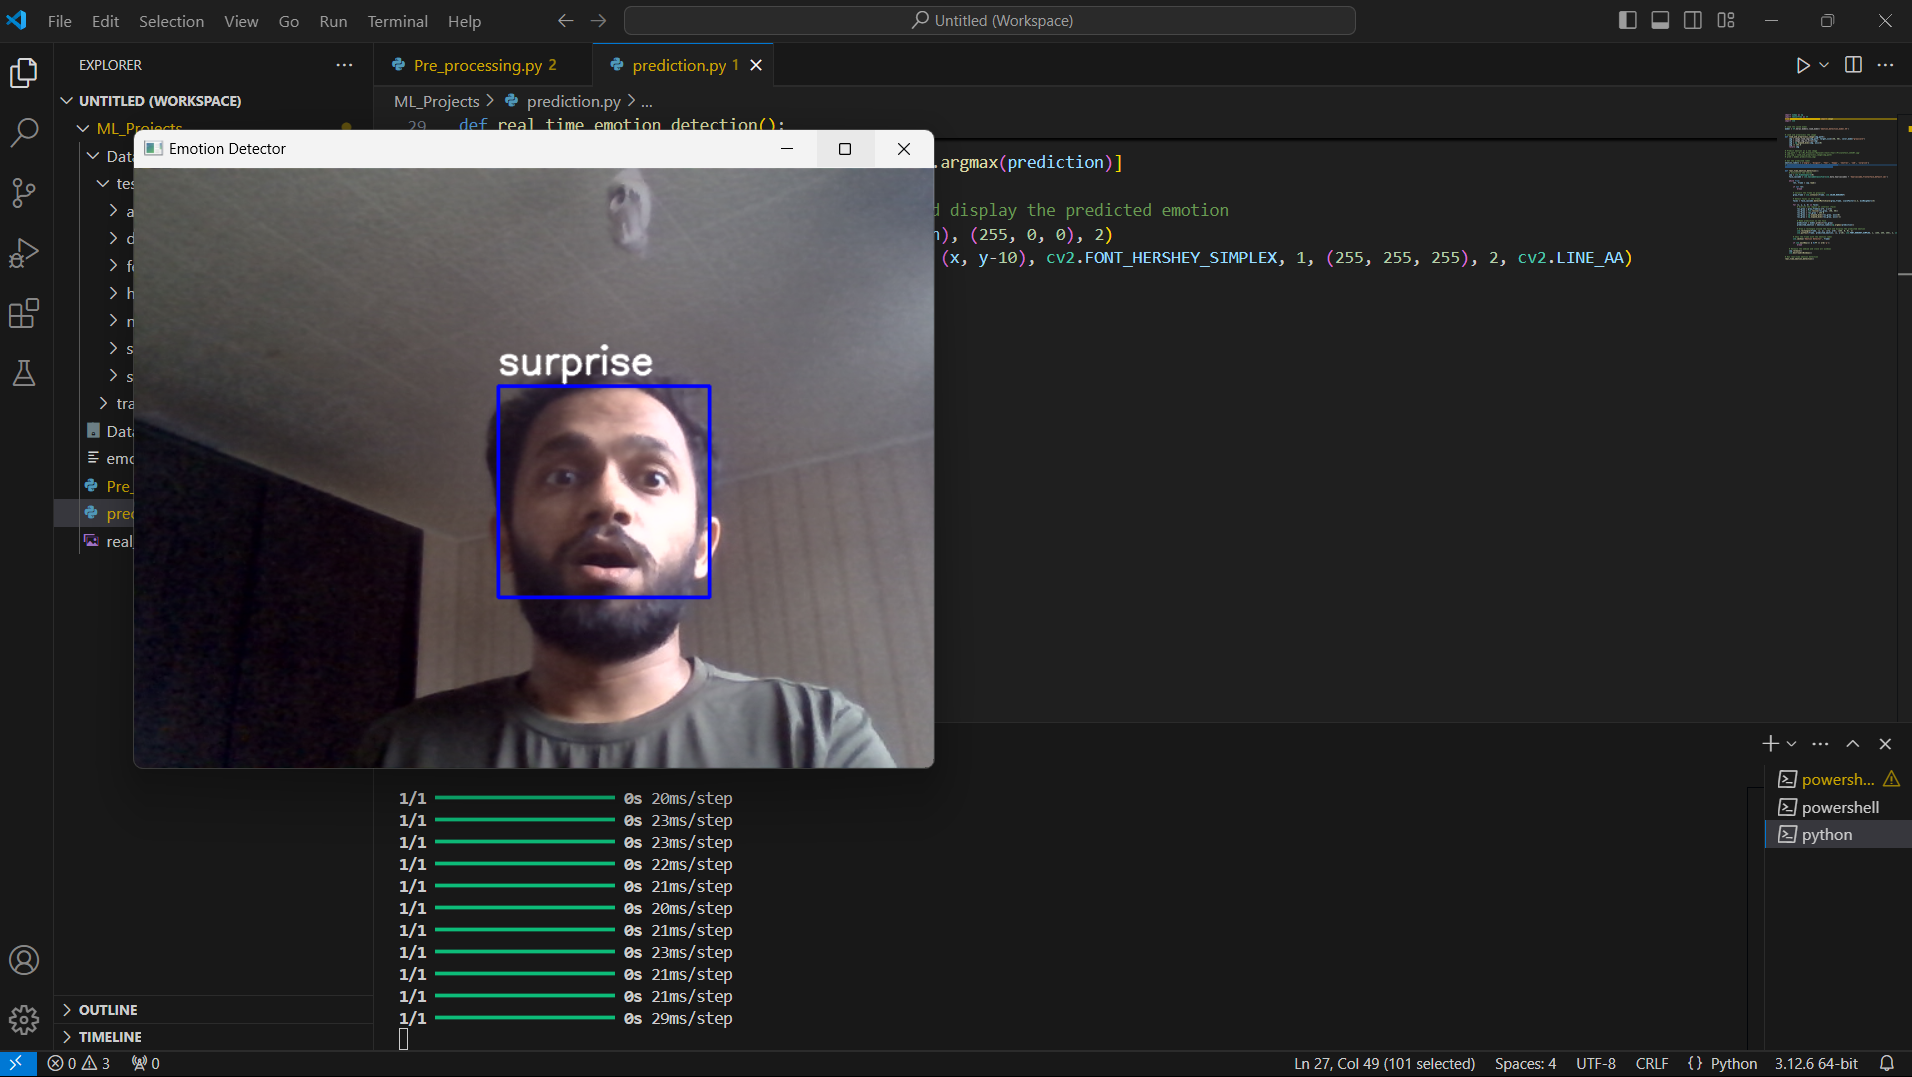 File Edit Selection View Go Run Terminal Help
Untitled (Workspace)
EXPLORER
Pre_processing.py 2
prediction.py 1
UNTITLED (WORKSPACE)
ML_Projects > prediction.py > ...
ML_Projects
29 def real_time_emotion_detection():
Emotion Detector
.argmax(prediction)]
d display the predicted emotion
), (255, 0, 0), 2)
(x, y-10), cv2.FONT_HERSHEY_SIMPLEX, 1, (255, 255, 255), 2, cv2.LINE_AA)
surprise
Data
tes
a
d
f
h
n
s
s
tra
Data
emo
Pre_
pred
real_
powersh...
powershell
python
1/1 0s 20ms/step
1/1 0s 23ms/step
1/1 0s 23ms/step
1/1 0s 22ms/step
1/1 0s 21ms/step
1/1 0s 20ms/step
1/1 0s 21ms/step
1/1 0s 23ms/step
1/1 0s 21ms/step
1/1 0s 21ms/step
1/1 0s 29ms/step
OUTLINE
TIMELINE
0 3 0
Ln 27, Col 49 (101 selected) Spaces: 4 UTF-8 CRLF {} Python 3.12.6 64-bit